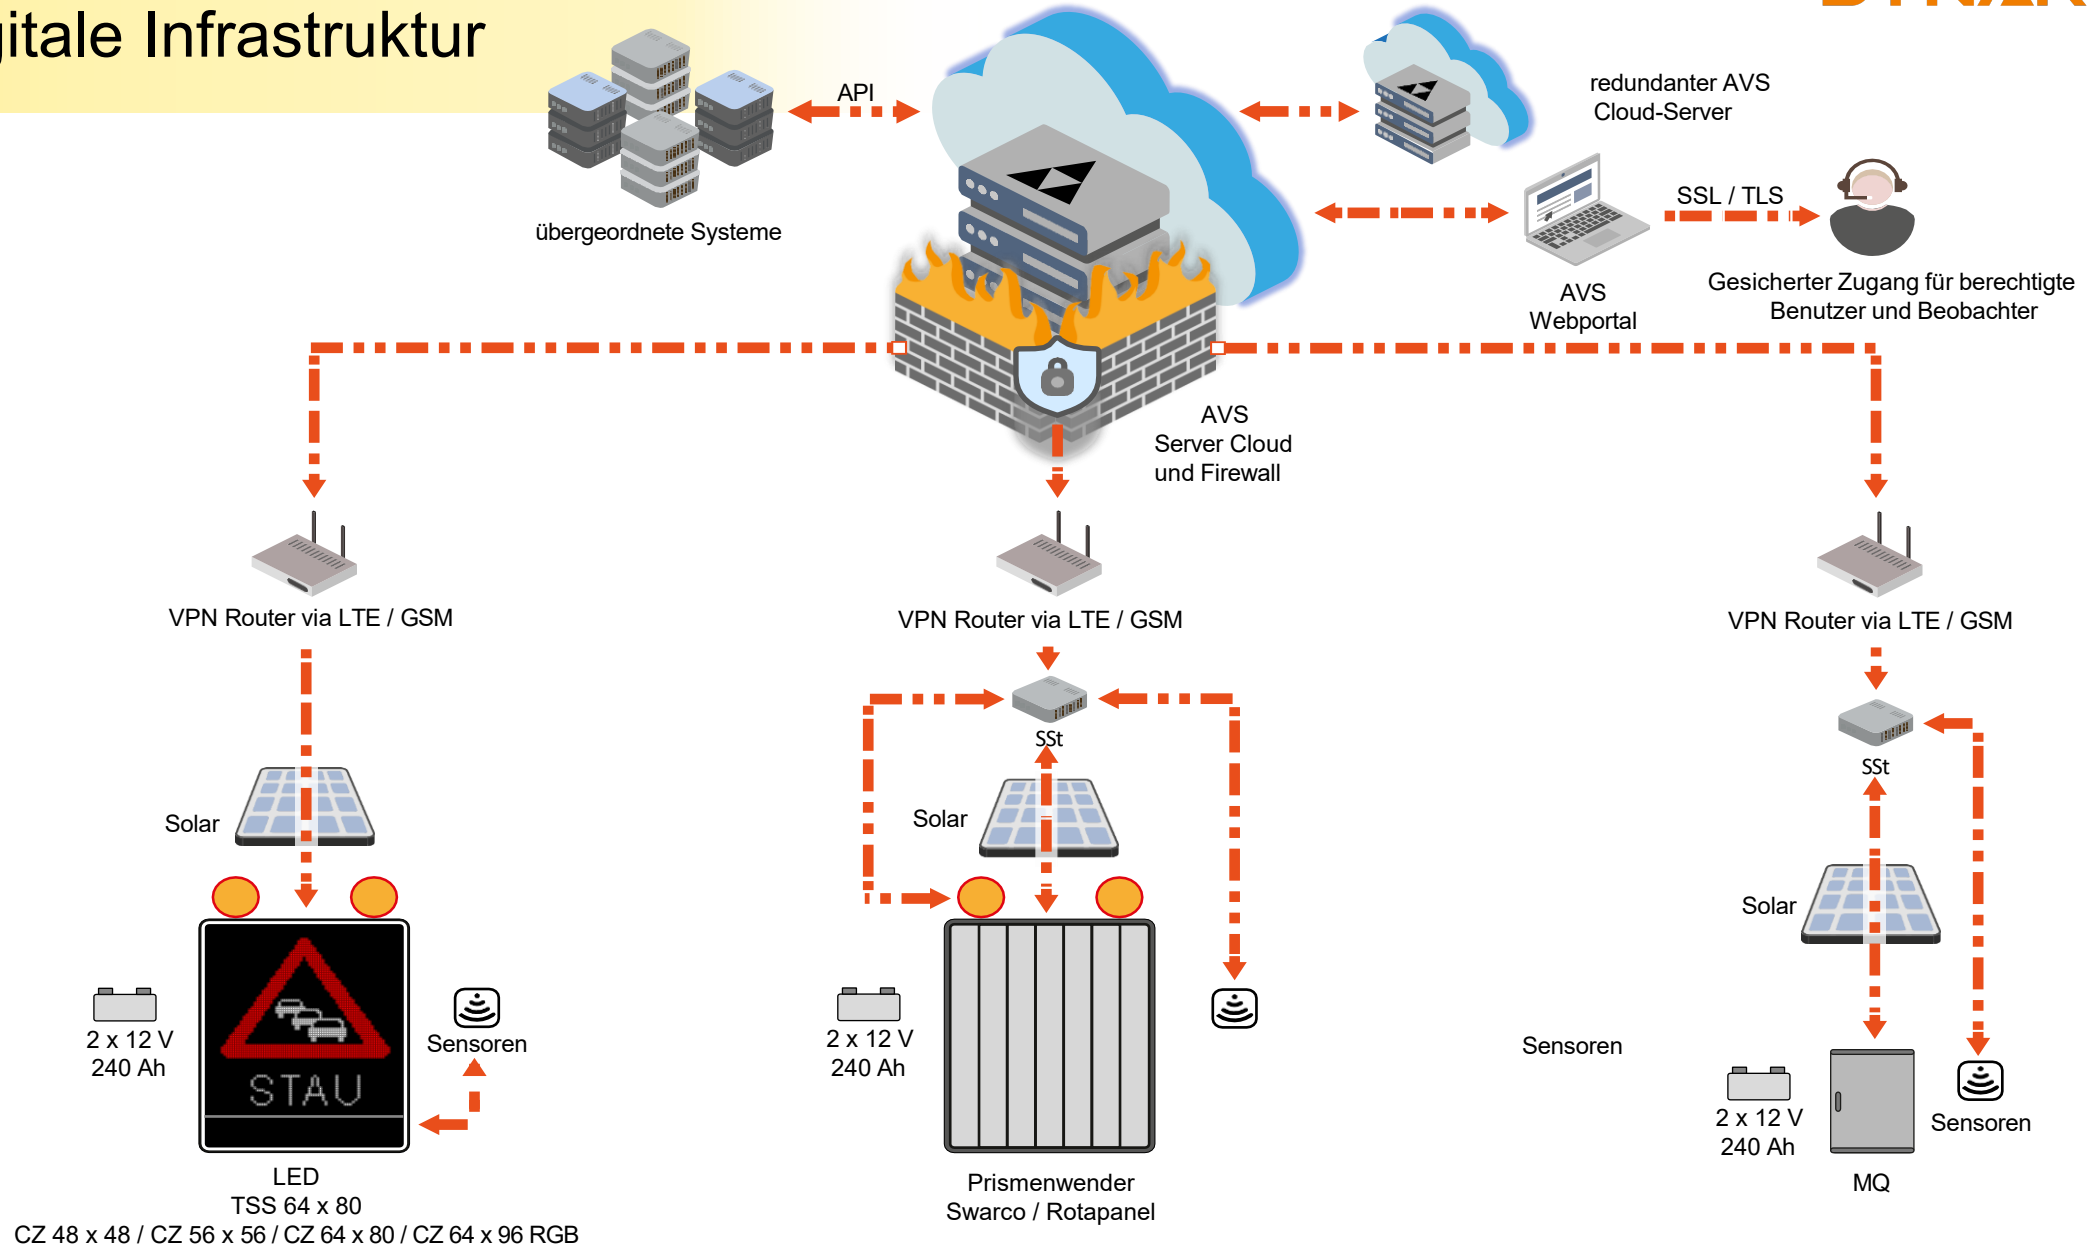 gitale Infrastruktur
API
redundanter AVS
Cloud-Server
SSL / TLS
übergeordnete Systeme
AVS
Webportal
Gesicherter Zugang für berechtigte
Benutzer und Beobachter
AVS
Server Cloud
und Firewall
VPN Router via LTE / GSM
VPN Router via LTE / GSM
VPN Router via LTE / GSM
SSt
SSt
Solar
Solar
Solar
2 x 12 V
240 Ah
STAU
Sensoren
2 x 12 V
240 Ah
Sensoren
2 x 12 V
240 Ah
Sensoren
LED
TSS 64 x 80
CZ 48 x 48 / CZ 56 x 56 / CZ 64 x 80 / CZ 64 x 96 RGB
Prismenwender
Swarco / Rotapanel
MQ